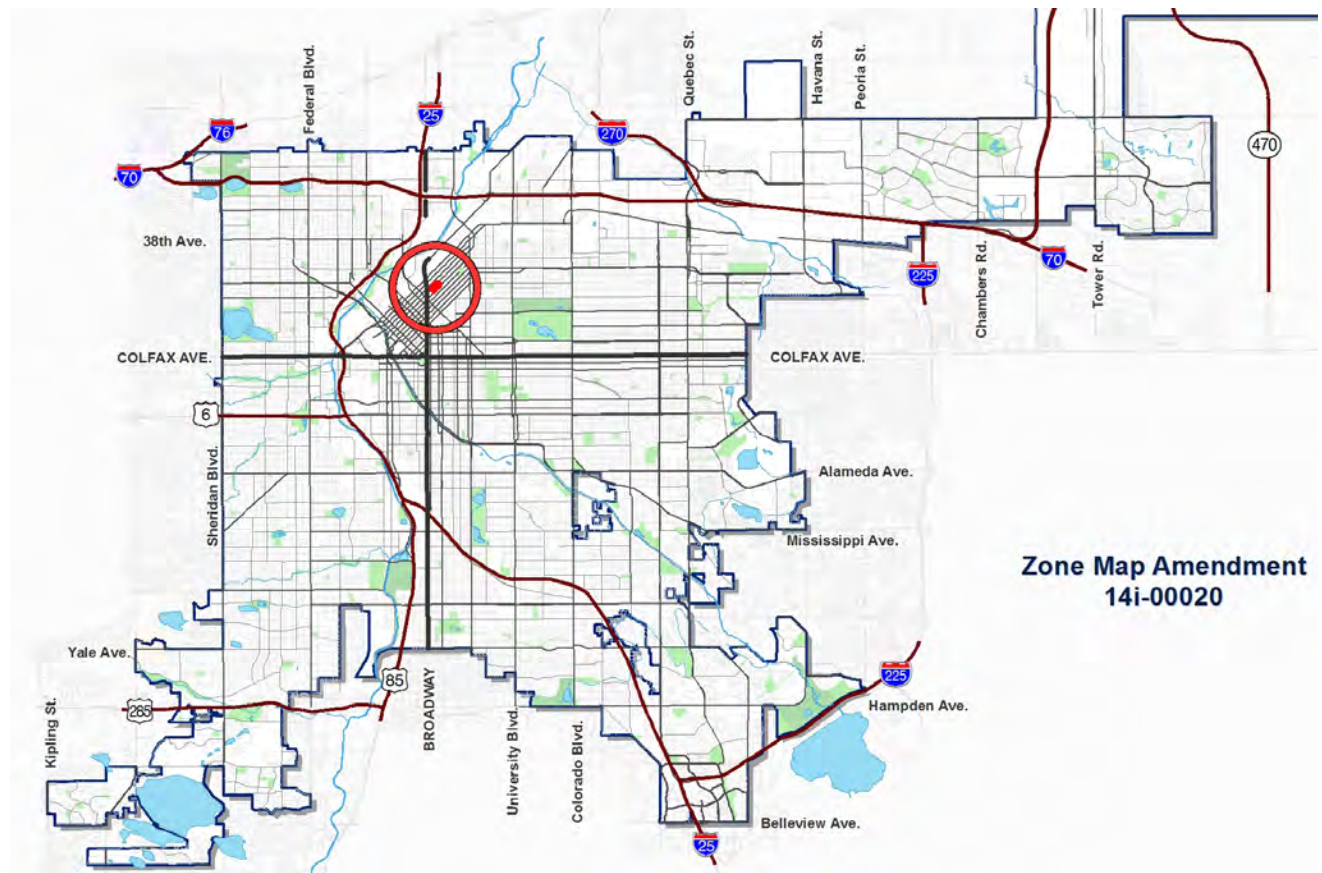 Federal Blvd.
Quebec St.
Havana St.
Peoria St.
25
76
270
470
70
38th Ave.
225
Chambers Rd.
70
Tower Rd.
COLFAX AVE.
COLFAX AVE.
6
Sheridan Blvd.
Alameda Ave.
Mississippi Ave.
Zone Map Amendment
14i-00020
Yale Ave.
85
225
Kipling St.
285
BROADWAY
University Blvd.
Colorado Blvd.
Hampden Ave.
Belleview Ave.
25